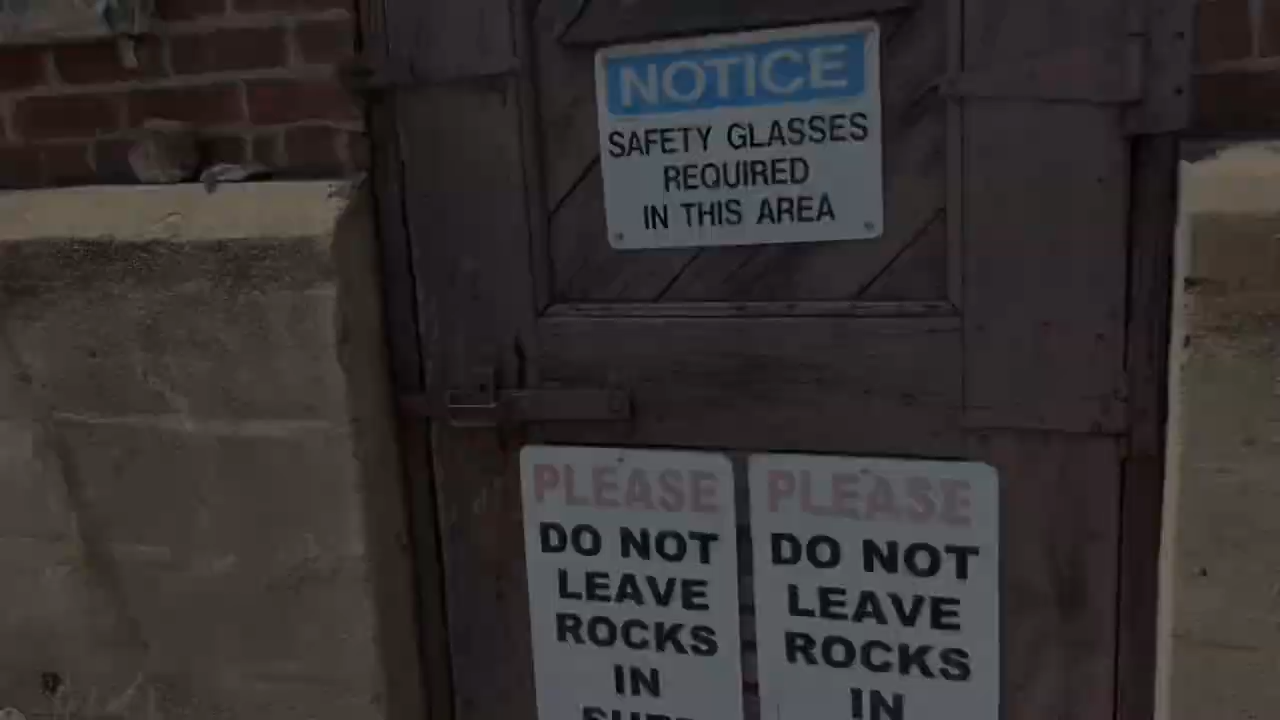 NOTICE
SAFETY GLASSES
REQUIRED
IN THIS AREA
PLEASE
DO NOT
LEAVE
ROCKS
IN
PLEASE
DO NOT
LEAVE
ROCKS
IN